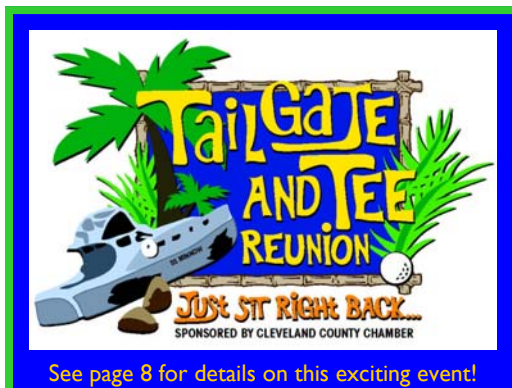 TaiLGaTE
AND TEE
REUNION
JUST SIT RIGHT BACK...
SPONSORED BY CLEVELAND COUNTY CHAMBER
See page 8 for details on this exciting event!